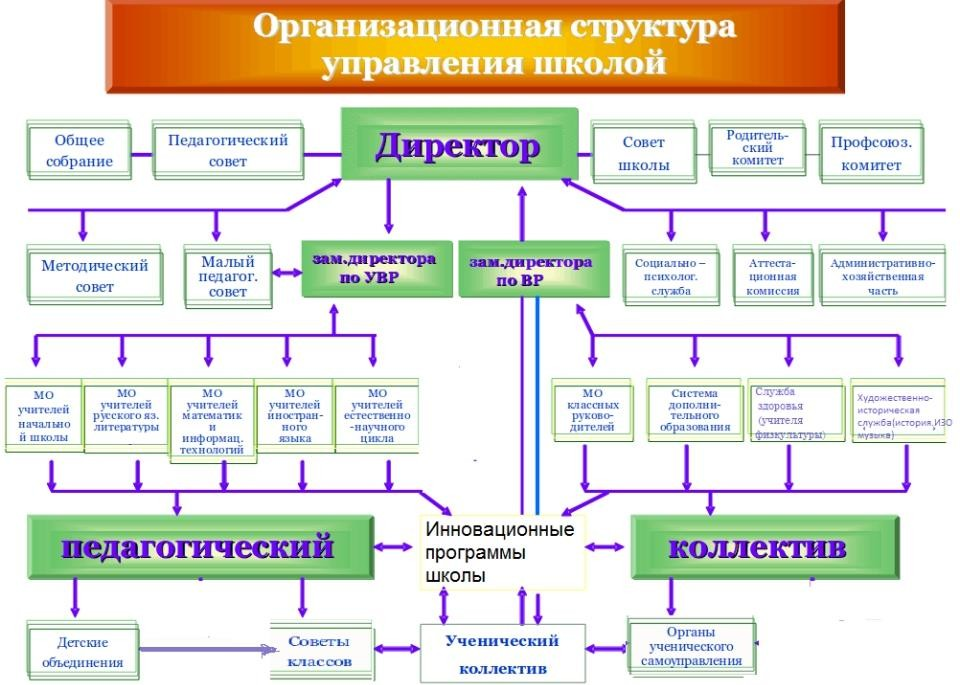 Организационная структура
управления школой
Общее
собрание
Педагогический
совет
Директор
Совет
школы
Родитель-
ский
комитет
Профсоюз.
комитет
Методический
совет
Малый
педагог.
совет
зам.директора
по УВР
зам.директора
по ВР
Социально –
психолог.
служба
Аттеста-
ционная
комиссия
Административно-
хозяйственная
часть
МО
учителей
начально
й школы
МО
учителей
русского яз.
литературы
.
МО
учителей
математик
и
информац.
технологий
МО
учителей
иностран-
ного
языка
МО
учителей
естественно
-научного
цикла
МО
классных
руково-
дителей
Система
дополни-
тельного
образования
Служба
здоровья
(учителя
физкультуры)
Художественно-
историческая
служба(история,ИЗО
музыка)
педагогический
Инновационные
программы
школы
коллектив
Детские
объединения
Советы
классов
Ученический
коллектив
Органы
ученического
самоуправления